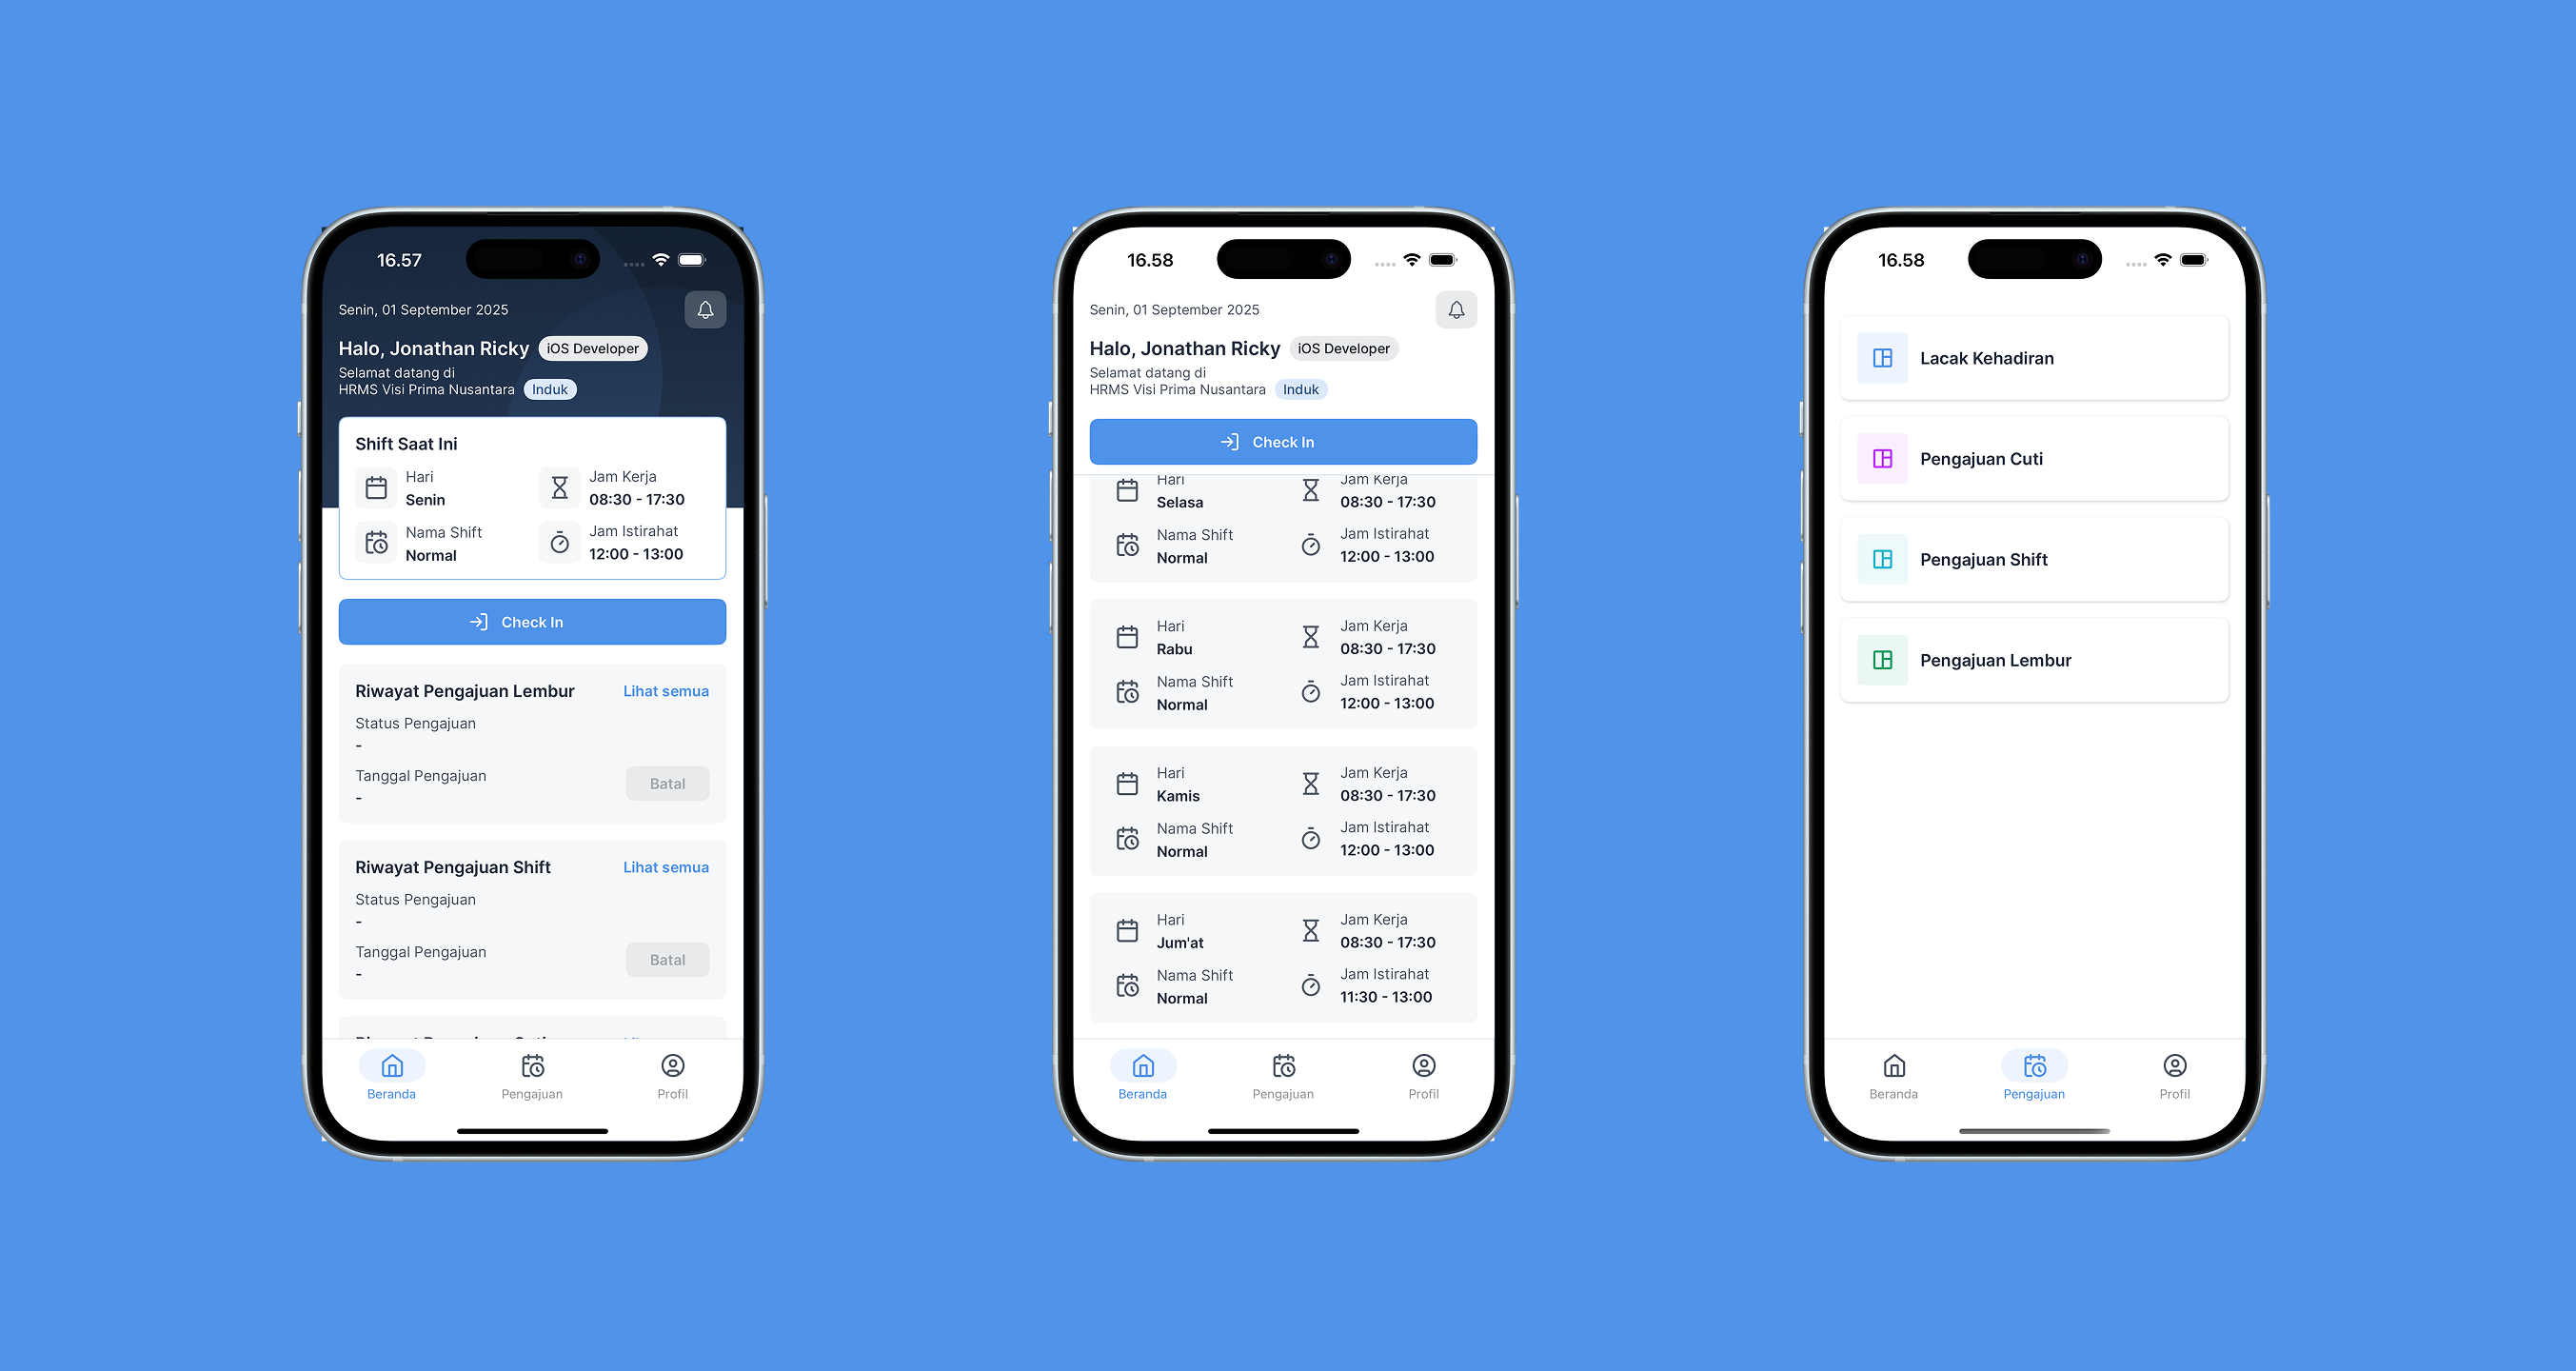 16.57
Senin, 01 September 2025
Halo, Jonathan Ricky iOS Developer
Selamat datang di
HRMS Visi Prima Nusantara Induk
Shift Saat Ini
Hari Jam Kerja
Senin 08:30 - 17:30
Nama Shift Jam Istirahat
Normal 12:00 - 13:00
Check In
Riwayat Pengajuan Lembur Lihat semua
Status Pengajuan
-
Tanggal Pengajuan Batal
-
Riwayat Pengajuan Shift Lihat semua
Status Pengajuan
-
Tanggal Pengajuan Batal
-
Beranda Pengajuan Profil
16.58
Senin, 01 September 2025
Halo, Jonathan Ricky iOS Developer
Selamat datang di
HRMS Visi Prima Nusantara Induk
Check In
Hari Jam Kerja
Selasa 08:30 - 17:30
Nama Shift Jam Istirahat
Normal 12:00 - 13:00
Hari Jam Kerja
Rabu 08:30 - 17:30
Nama Shift Jam Istirahat
Normal 12:00 - 13:00
Hari Jam Kerja
Kamis 08:30 - 17:30
Nama Shift Jam Istirahat
Normal 12:00 - 13:00
Hari Jam Kerja
Jum'at 08:30 - 17:30
Nama Shift Jam Istirahat
Normal 11:30 - 13:00
Beranda Pengajuan Profil
16.58
Lacak Kehadiran
Pengajuan Cuti
Pengajuan Shift
Pengajuan Lembur
Beranda Pengajuan Profil